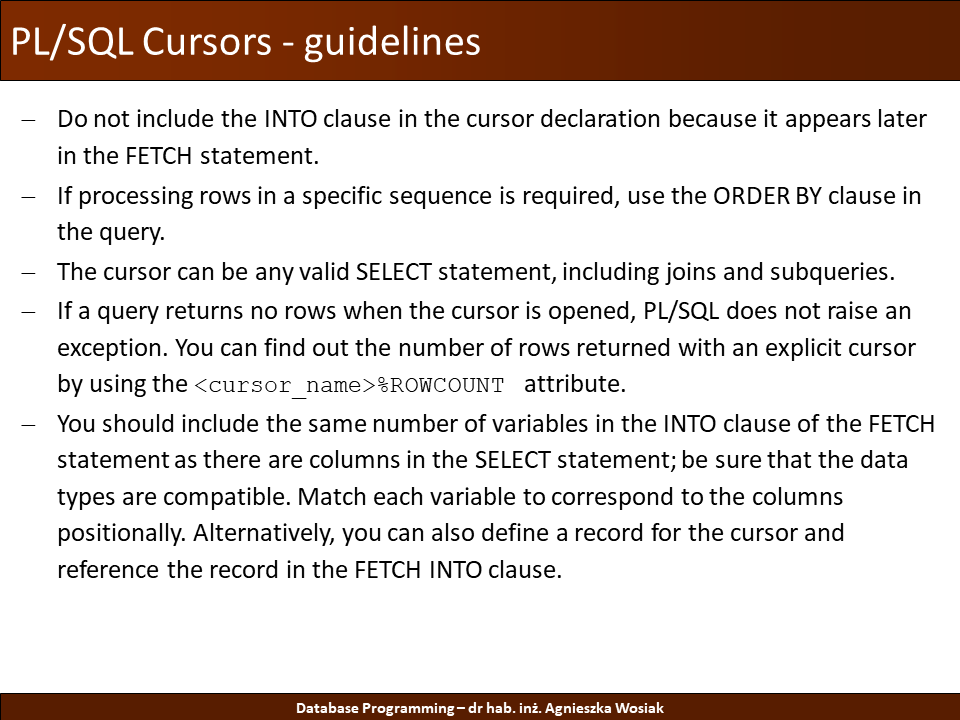 PL/SQL Cursors - guidelines
– Do not include the INTO clause in the cursor declaration because it appears later
in the FETCH statement.
– If processing rows in a specific sequence is required, use the ORDER BY clause in
the query.
– The cursor can be any valid SELECT statement, including joins and subqueries.
– If a query returns no rows when the cursor is opened, PL/SQL does not raise an
exception. You can find out the number of rows returned with an explicit cursor
by using the <cursor_name>%ROWCOUNT attribute.
– You should include the same number of variables in the INTO clause of the FETCH
statement as there are columns in the SELECT statement; be sure that the data
types are compatible. Match each variable to correspond to the columns
positionally. Alternatively, you can also define a record for the cursor and
reference the record in the FETCH INTO clause.
Database Programming – dr hab. inż. Agnieszka Wosiak